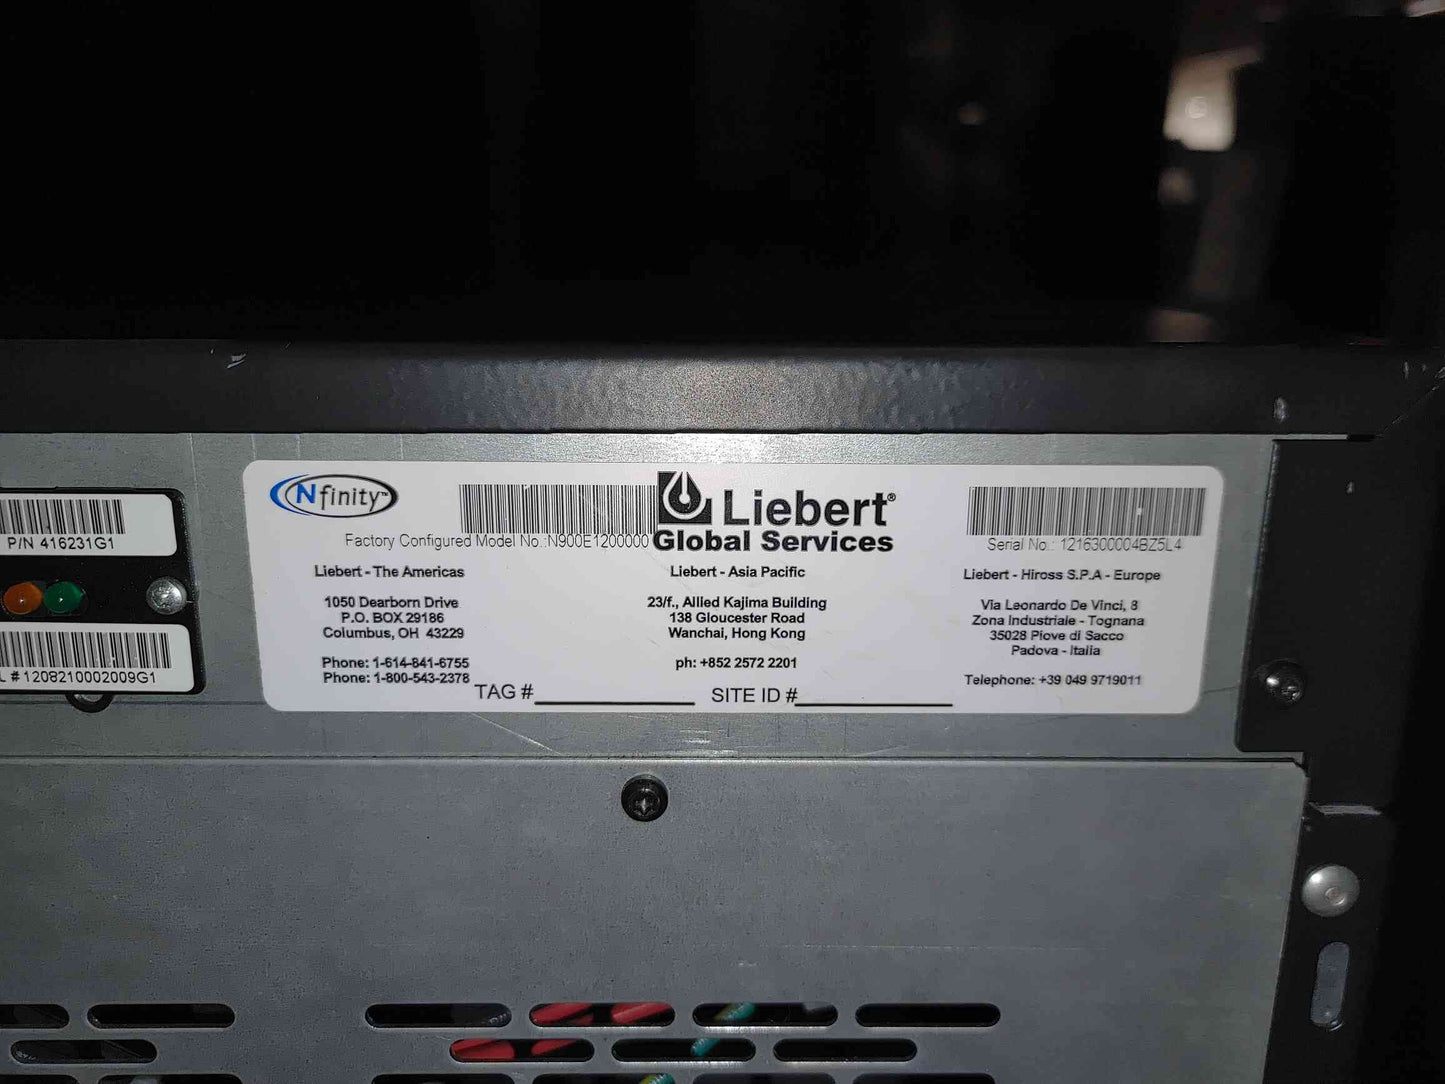 P/N 416231G1
L # 1208210002009G1
Nfinity™
Factory Configured Model No.:N900E1200000
Liebert®
Global Services
Serial No.: 1216300004BZ5L4
Liebert - The Americas
1050 Dearborn Drive
P.O. BOX 29186
Columbus, OH 43229
Phone: 1-614-841-6755
Phone: 1-800-543-2378
Liebert - Asia Pacific
23/f., Allied Kajima Building
138 Gloucester Road
Wanchai, Hong Kong
ph: +852 2572 2201
Liebert - Hiross S.P.A - Europe
Via Leonardo De Vinci, 8
Zona Industriale - Tognana
35028 Piove di Sacco
Padova - Italia
Telephone: +39 049 9719011
TAG #
SITE ID #